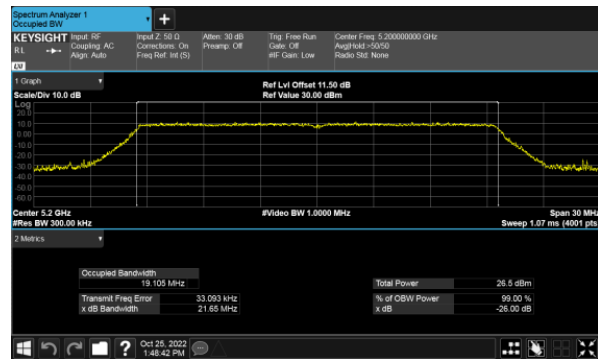 Spectrum Analyzer 1
Occupied BW
KEYSIGHT
RL
Input: RF
Coupling: AC
Align: Auto
Input Z: 50 Ω
Corrections: On
Freq Ref: Int (S)
Atten: 30 dB
Preamp: Off
Trig: Free Run
Gate: Off
#IF Gain: Low
Center Freq: 5.200000000 GHz
Avg|Hold:>50/50
Radio Std: None
LXI
1 Graph
Scale/Div 10.0 dB
Ref Lvl Offset 11.50 dB
Ref Value 30.00 dBm
Log
20.0
10.0
0.00
-10.0
-20.0
-30.0
-40.0
-50.0
-60.0
Center 5.2 GHz
#Video BW 1.0000 MHz
Span 30 MHz
#Res BW 300.00 kHz
Sweep 1.07 ms (4001 pts)
2 Metrics
Occupied Bandwidth
19.105 MHz
Total Power 26.5 dBm
Transmit Freq Error 33.093 kHz
% of OBW Power 99.00 %
x dB Bandwidth 21.65 MHz
x dB -26.00 dB
?
Oct 25, 2022
1:48:42 PM